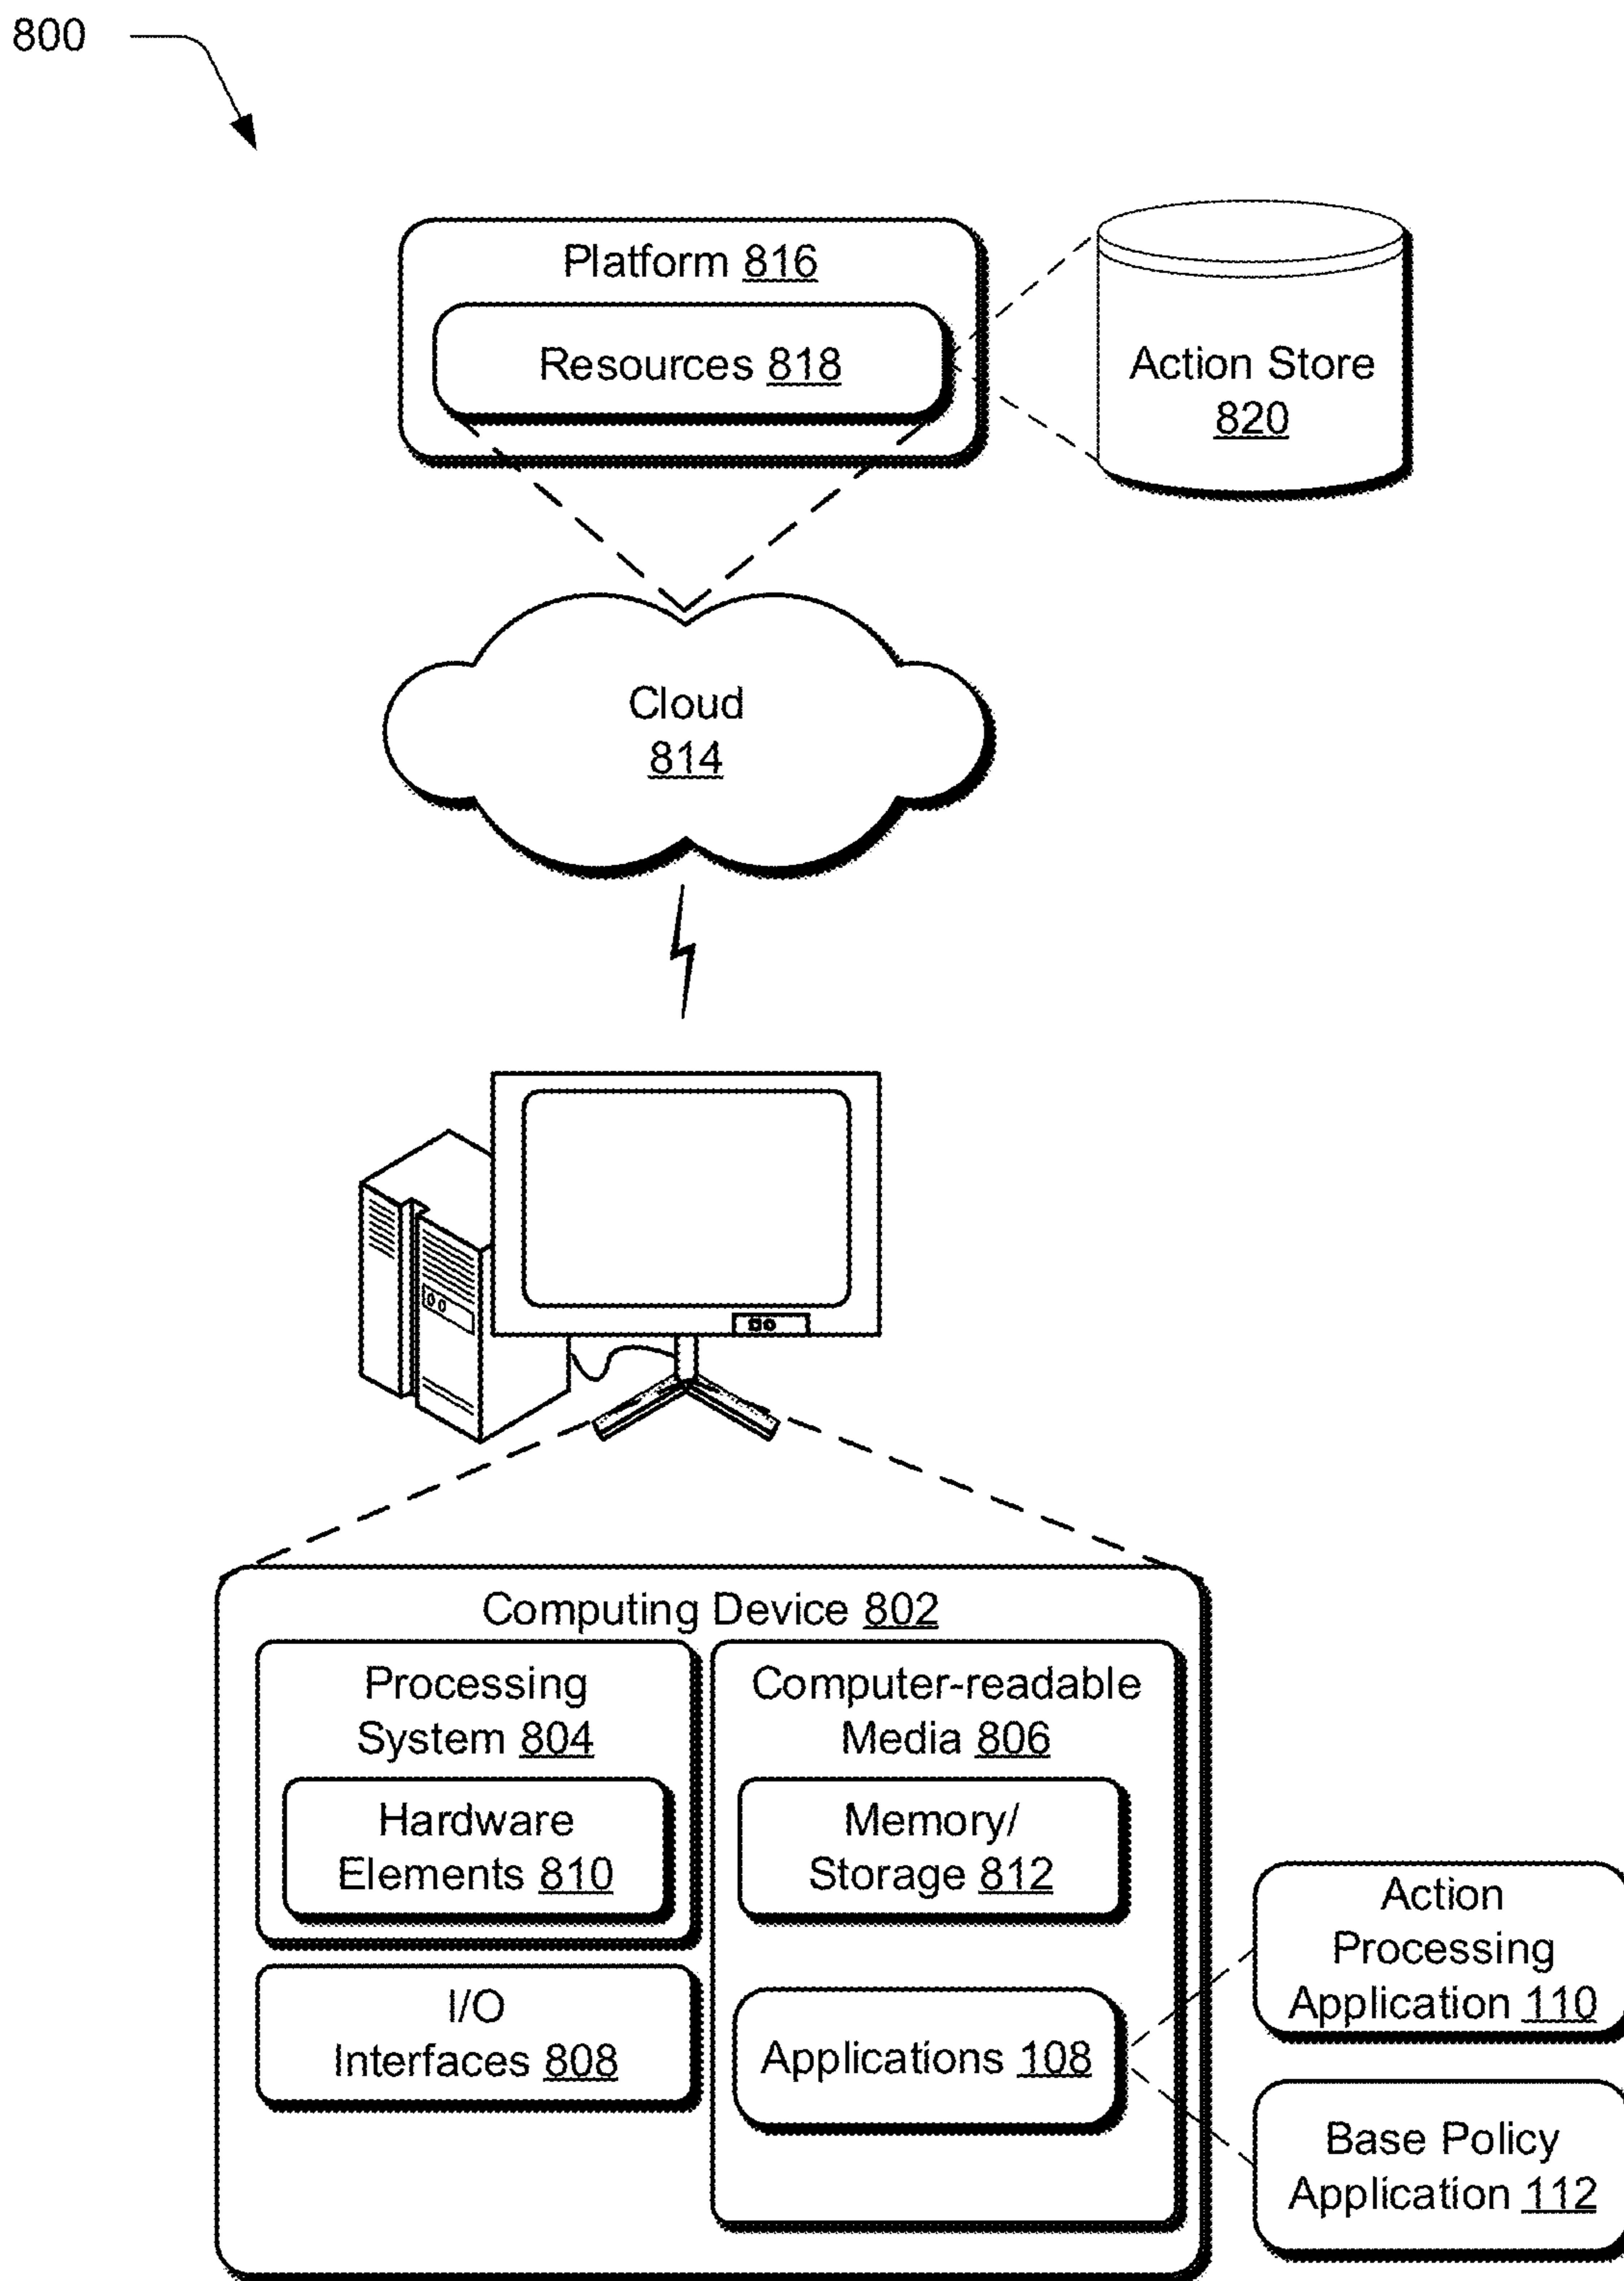 800
Platform 816
Resources 818
Action Store
820
Cloud
814
Computing Device 802
Processing
System 804
Hardware
Elements 810
I/O
Interfaces 808
Computer-readable
Media 806
Memory/
Storage 812
Applications 108
Action
Processing
Application 110
Base Policy
Application 112